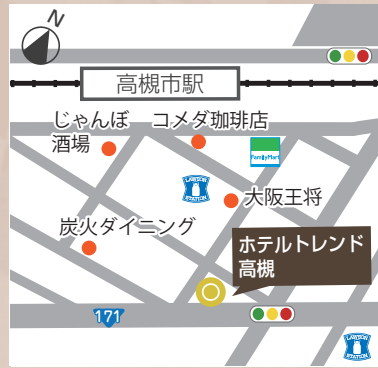 N
高槻市駅
じゃんぼ
酒場
コメダ珈琲店
FamilyMart
LAWSON
STATION
大阪王将
炭火ダイニング
ホテルトレンド
高槻
171
LAWSON
STATION